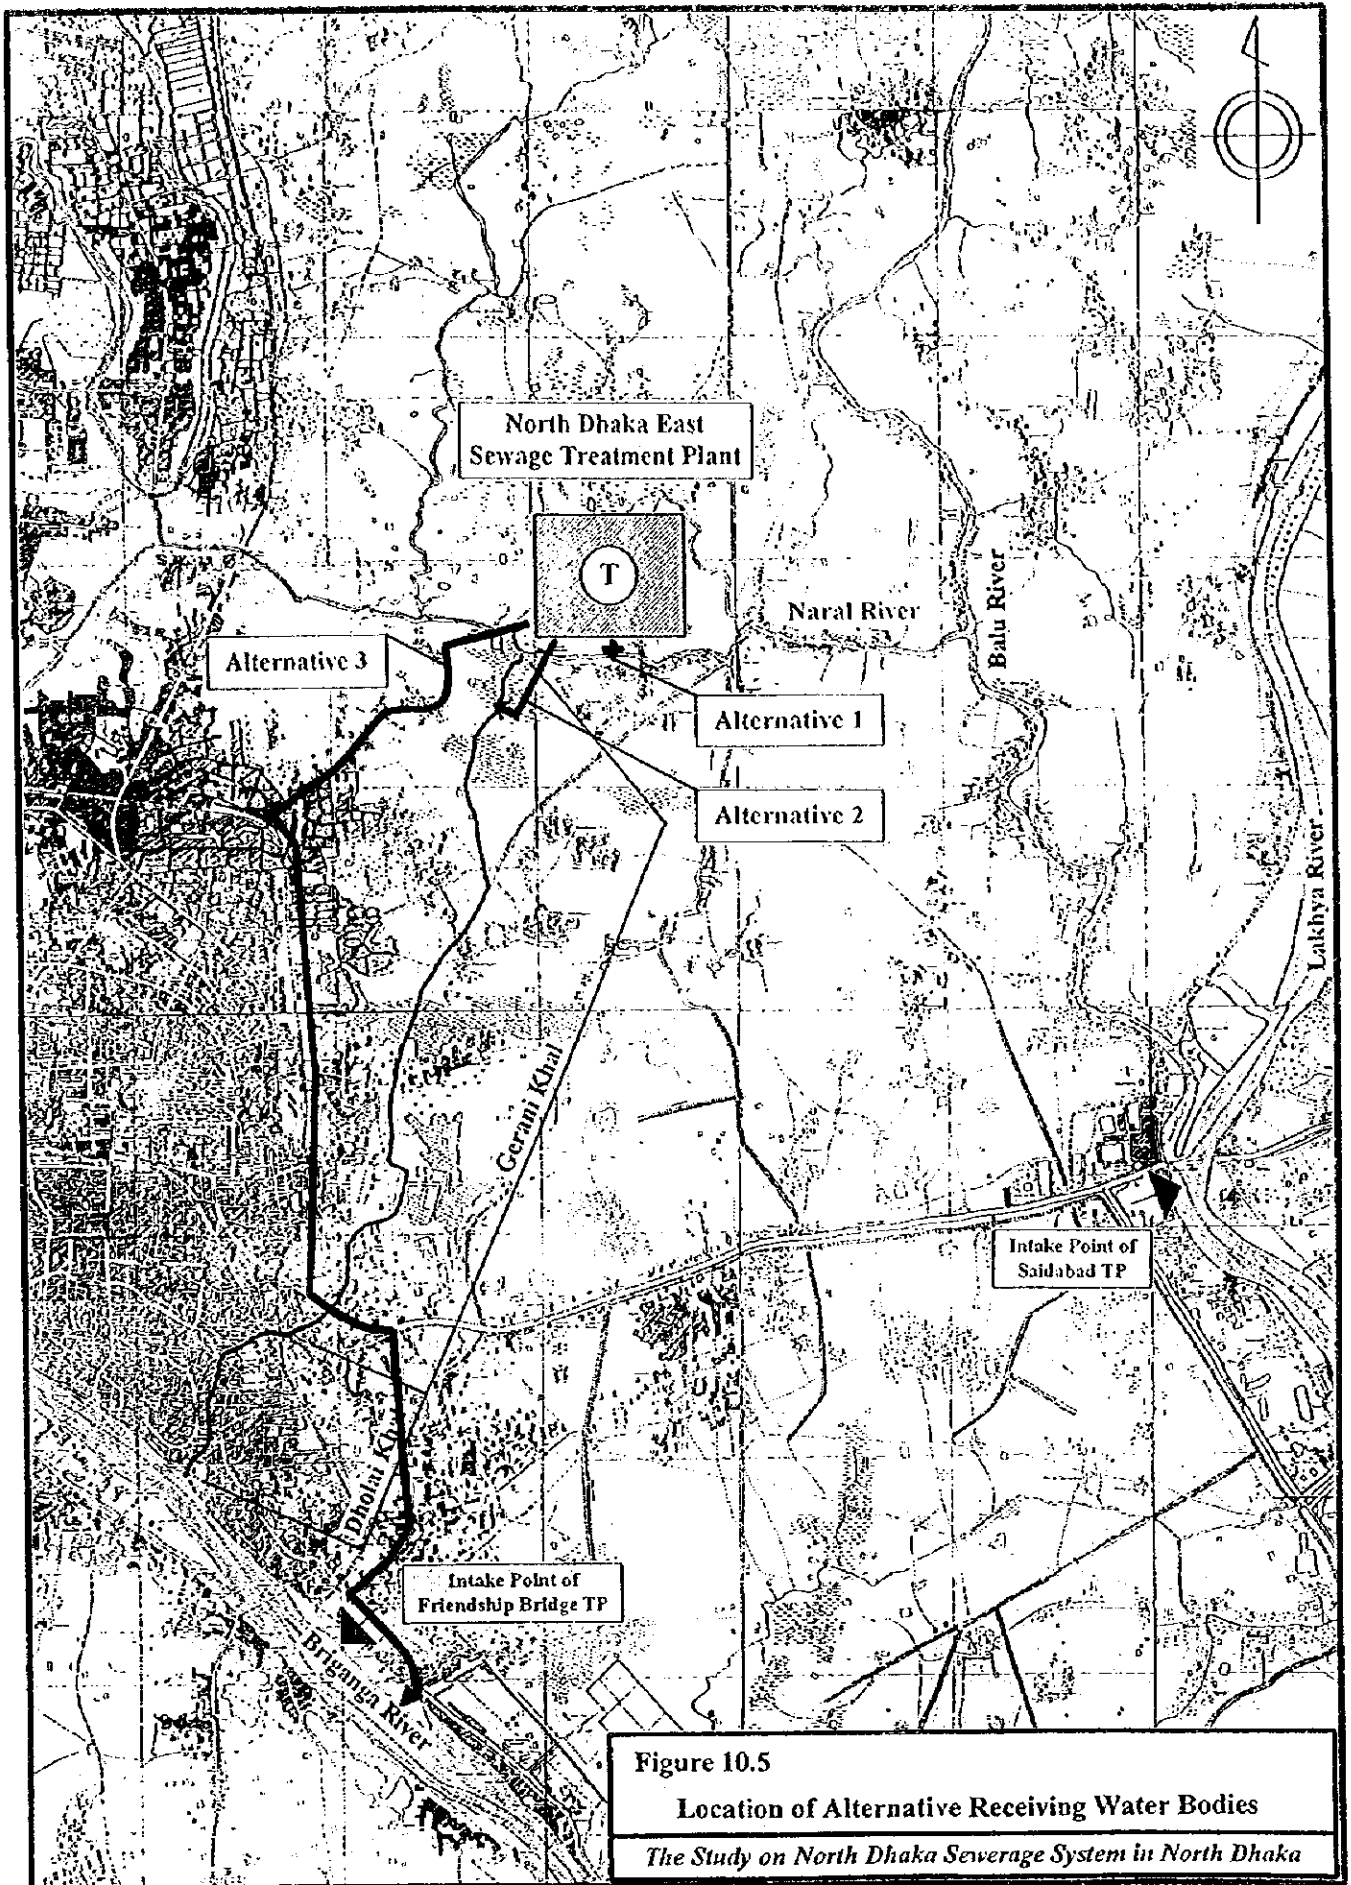 North Dhaka East
Sewage Treatment Plant
T
Naral River
Balu River
Alternative 3
Alternative 1
Alternative 2
Lakhya River
Gerani Khal
Intake Point of
Saidabad TP
Dholai Khal
Intake Point of
Friendship Bridge TP
Briganga River
Figure 10.5
Location of Alternative Receiving Water Bodies
The Study on North Dhaka Sewerage System in North Dhaka